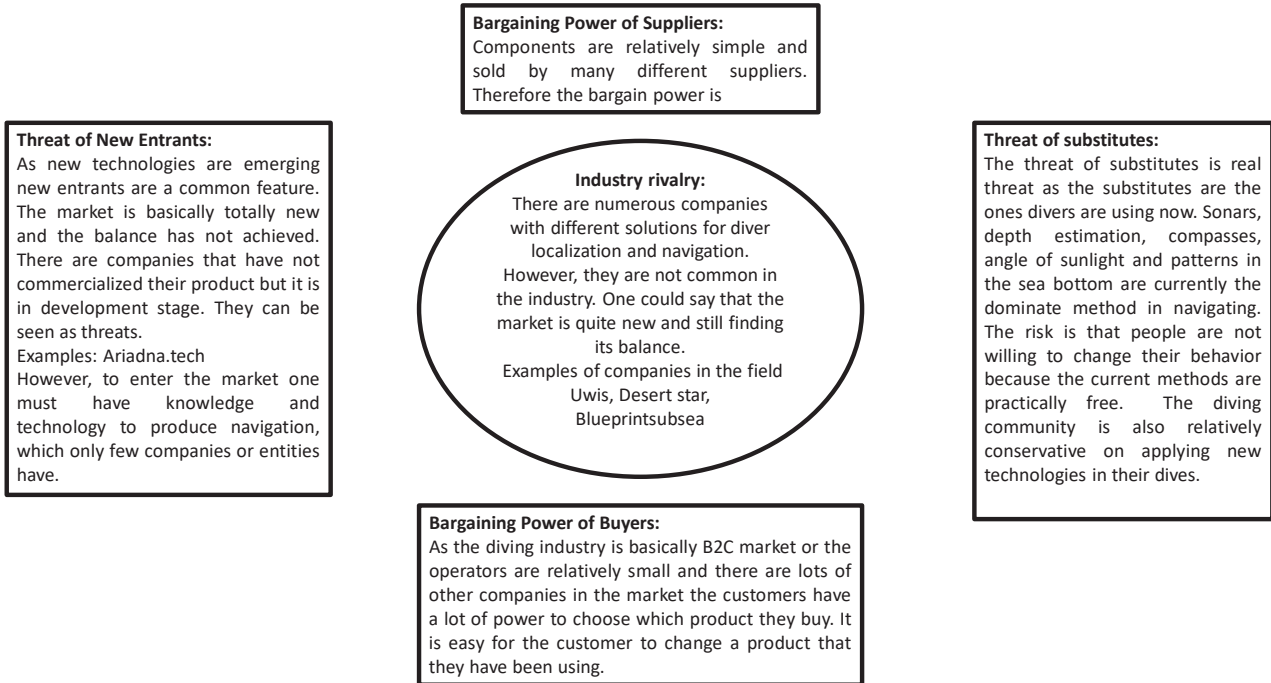 Bargaining Power of Suppliers:
Components are relatively simple and
sold by many different suppliers.
Therefore the bargain power is
Threat of New Entrants:
As new technologies are emerging
new entrants are a common feature.
The market is basically totally new
and the balance has not achieved.
There are companies that have not
commercialized their product but it is
in development stage. They can be
seen as threats.
Examples: Ariadna.tech
However, to enter the market one
must have knowledge and
technology to produce navigation,
which only few companies or entities
have.
Industry rivalry:
There are numerous companies
with different solutions for diver
localization and navigation.
However, they are not common in
the industry. One could say that the
market is quite new and still finding
its balance.
Examples of companies in the field
Uwis, Desert star,
Blueprintsubsea
Threat of substitutes:
The threat of substitutes is real
threat as the substitutes are the
ones divers are using now. Sonars,
depth estimation, compasses,
angle of sunlight and patterns in
the sea bottom are currently the
dominate method in navigating.
The risk is that people are not
willing to change their behavior
because the current methods are
practically free. The diving
community is also relatively
conservative on applying new
technologies in their dives.
Bargaining Power of Buyers:
As the diving industry is basically B2C market or the
operators are relatively small and there are lots of
other companies in the market the customers have
a lot of power to choose which product they buy. It
is easy for the customer to change a product that
they have been using.